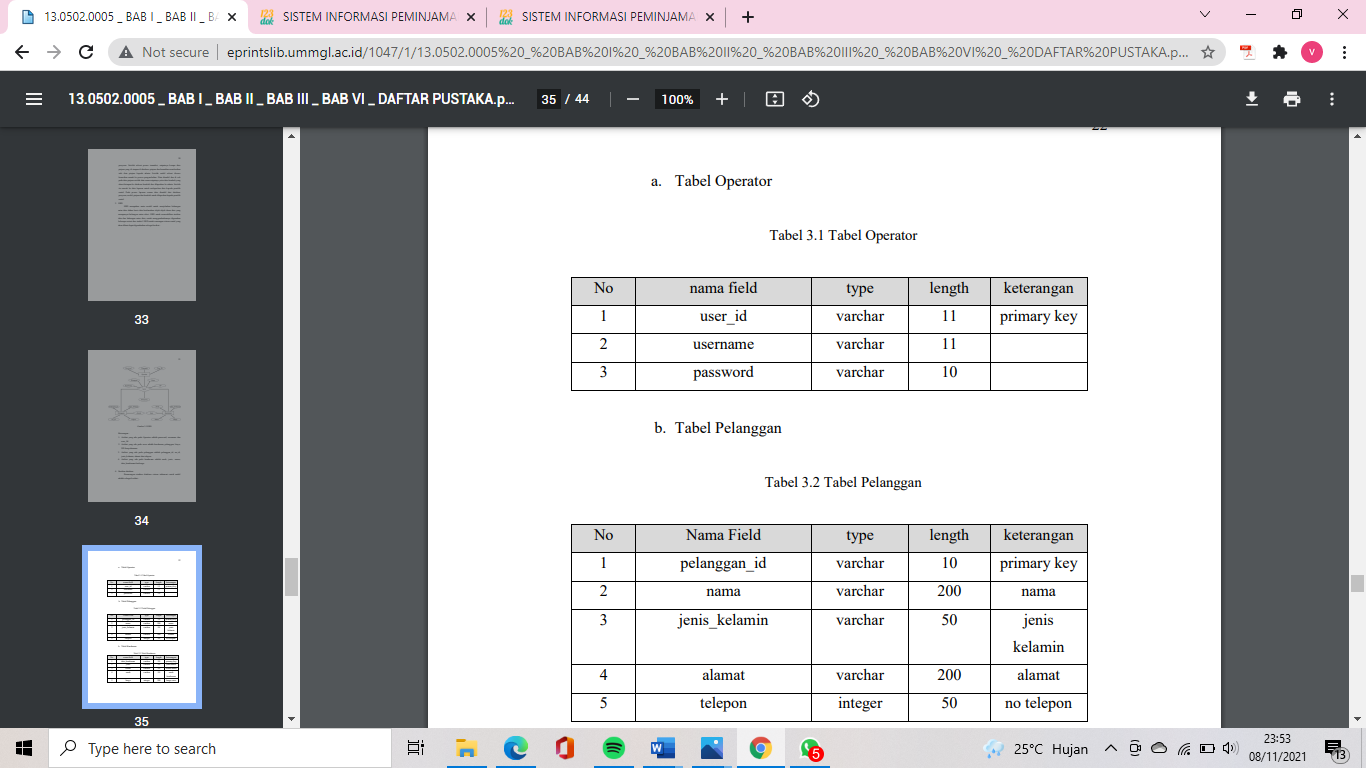 13.0502.0005 _ BAB I _ BAB II _ BA
SISTEM INFORMASI PEMINJAMA
SISTEM INFORMASI PEMINJAMA
Not secure
eprintslib.ummgl.ac.id/1047/1/13.0502.0005%20_%20BAB%20I%20_%20BAB%20II%20_%20BAB%20III%20_%20BAB%20VI%20_%20DAFTAR%20PUSTAKA.p...
V
13.0502.0005 _ BAB I _ BAB II _ BAB III _ BAB VI _ DAFTAR PUSTAKA.p...
35 / 44
100%
33
34
35
22
a. Tabel Operator
Tabel 3.1 Tabel Operator
No nama field type length keterangan
1 user_id varchar 11 primary key
2 username varchar 11
3 password varchar 10
b. Tabel Pelanggan
Tabel 3.2 Tabel Pelanggan
No Nama Field type length keterangan
1 pelanggan_id varchar 10 primary key
2 nama varchar 200 nama
3 jenis_kelamin varchar 50 jenis
kelamin
4 alamat varchar 200 alamat
5 telepon integer 50 no telepon
Type here to search
5
25°C Hujan
23:53
08/11/2021
13